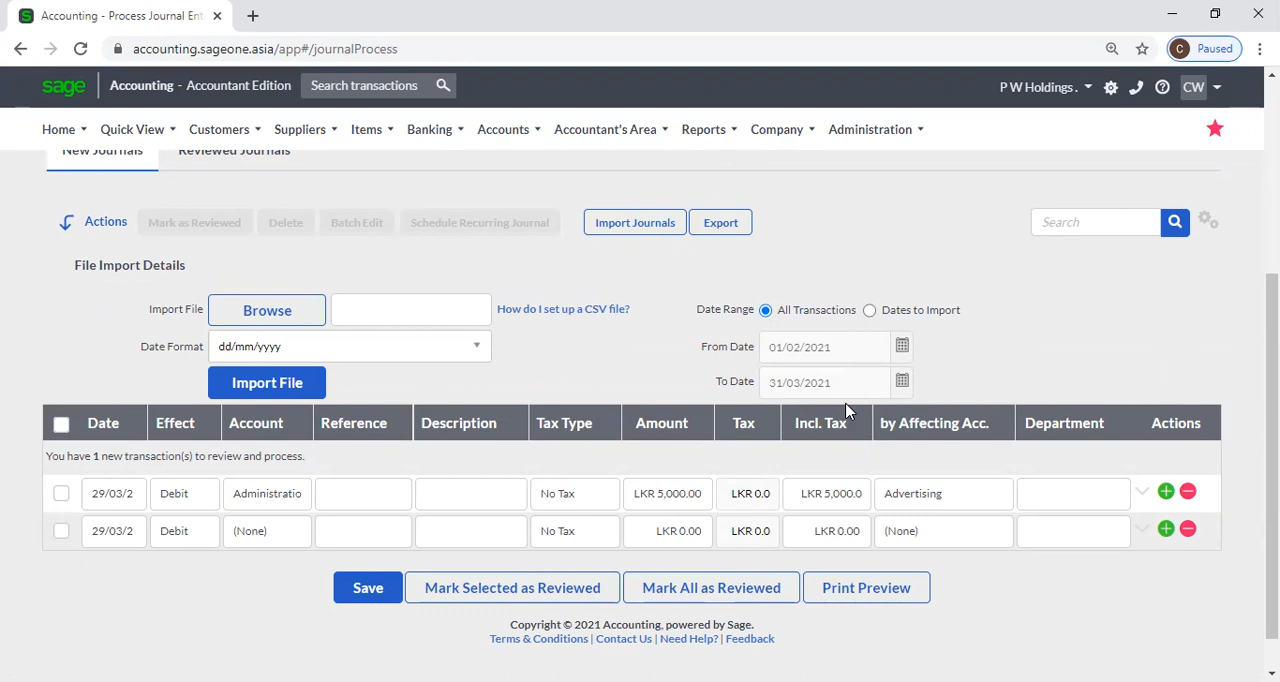 Accounting - Process Journal Ent
accounting.sageone.asia/app#/journalProcess
C Paused
sage Accounting - Accountant Edition Search transactions P W Holdings . CW
Home Quick View Customers Suppliers Items Banking Accounts Accountant's Area Reports Company Administration
New Journals Reviewed Journals
Actions Mark as Reviewed Delete Batch Edit Schedule Recurring Journal Import Journals Export Search
File Import Details
Import File Browse How do I set up a CSV file? Date Range All Transactions Dates to Import
Date Format dd/mm/yyyy From Date 01/02/2021
Import File To Date 31/03/2021
Date Effect Account Reference Description Tax Type Amount Tax Incl. Tax by Affecting Acc. Department Actions
You have 1 new transaction(s) to review and process.
29/03/2 Debit Administratio No Tax LKR 5,000.00 LKR 0.0 LKR 5,000.0 Advertising
29/03/2 Debit (None) No Tax LKR 0.00 LKR 0.0 LKR 0.00 (None)
Save Mark Selected as Reviewed Mark All as Reviewed Print Preview
Copyright © 2021 Accounting, powered by Sage.
Terms & Conditions | Contact Us | Need Help? | Feedback